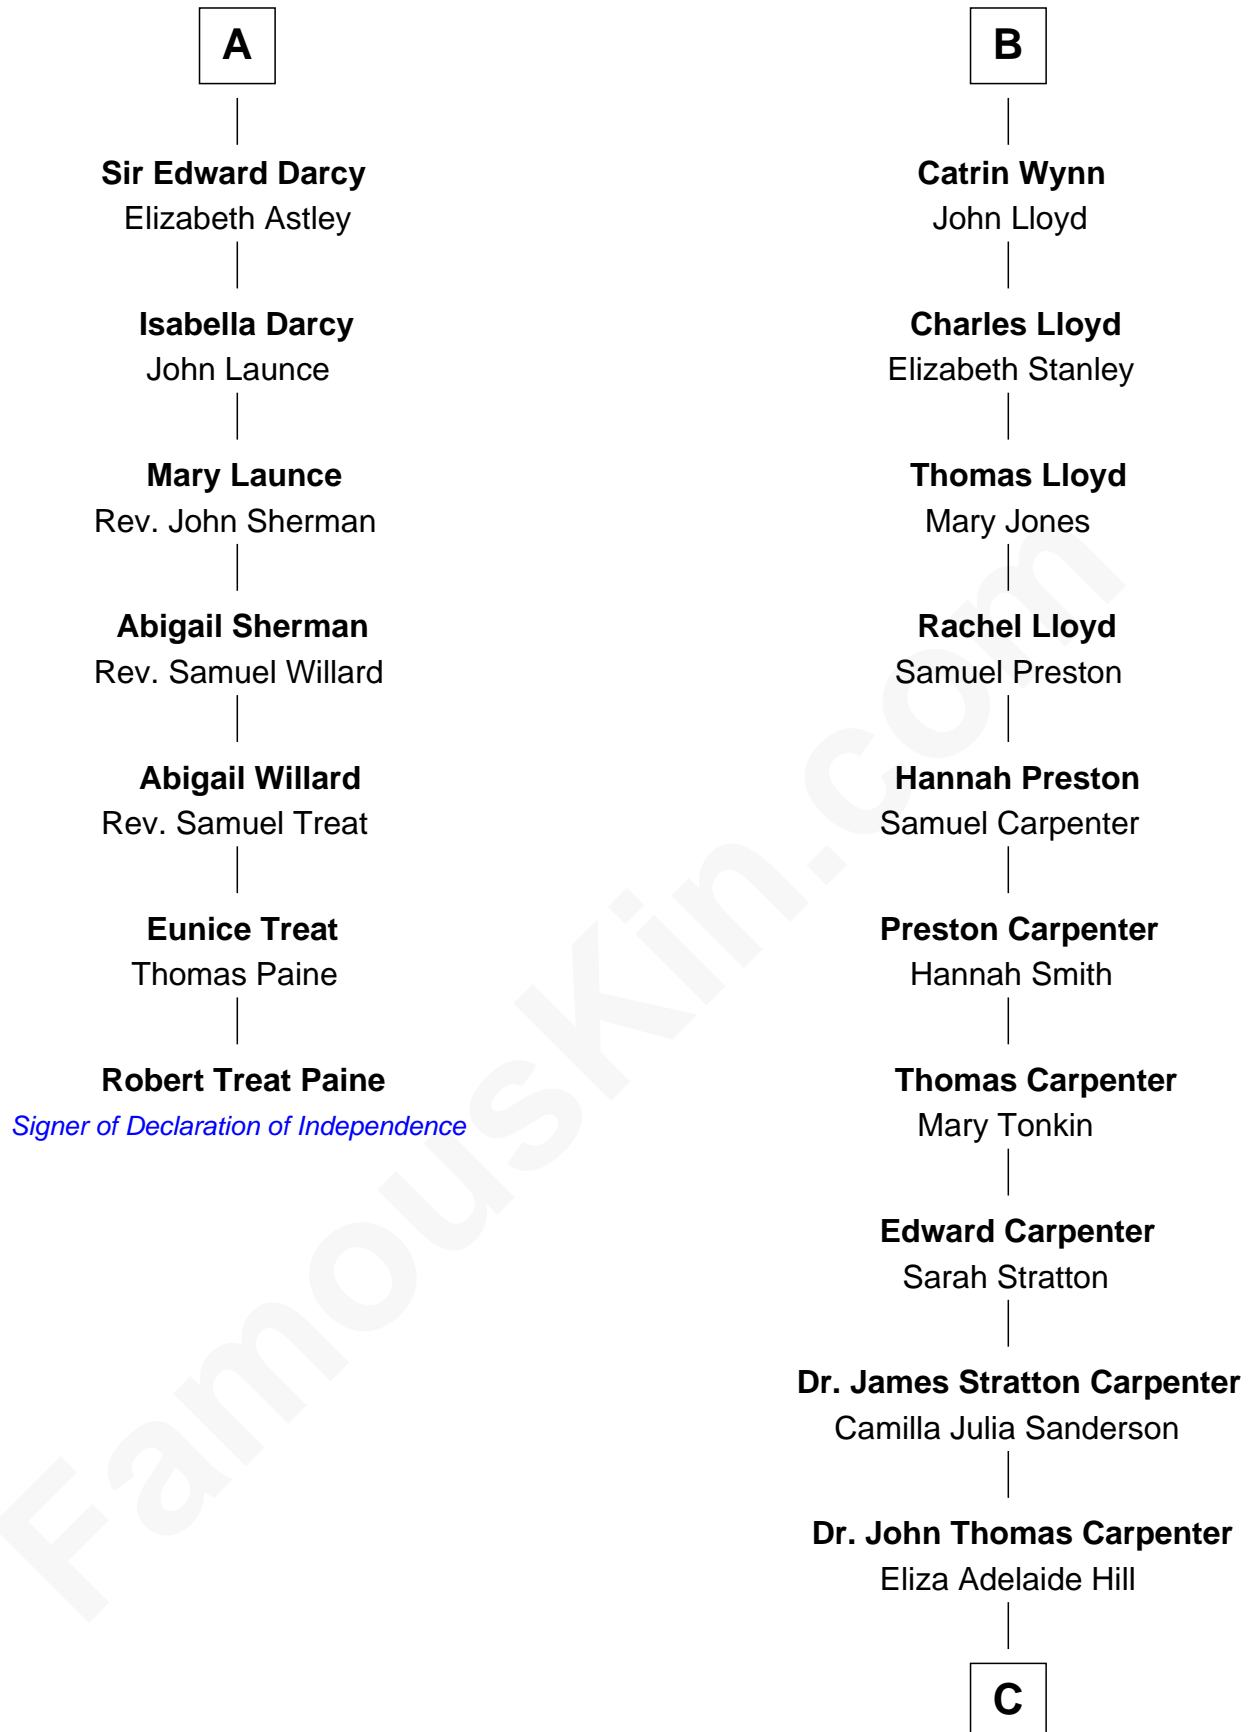 A
Sir Edward Darcy
Elizabeth Astley
Isabella Darcy
John Launce
Mary Launce
Rev. John Sherman
Abigail Sherman
Rev. Samuel Willard
Abigail Willard
Rev. Samuel Treat
Eunice Treat
Thomas Paine
Robert Treat Paine
Signer of Declaration of Independence
B
Catrin Wynn
John Lloyd
Charles Lloyd
Elizabeth Stanley
Thomas Lloyd
Mary Jones
Rachel Lloyd
Samuel Preston
Hannah Preston
Samuel Carpenter
Preston Carpenter
Hannah Smith
Thomas Carpenter
Mary Tonkin
Edward Carpenter
Sarah Stratton
Dr. James Stratton Carpenter
Camilla Julia Sanderson
Dr. John Thomas Carpenter
Eliza Adelaide Hill
C
FamousKin.com